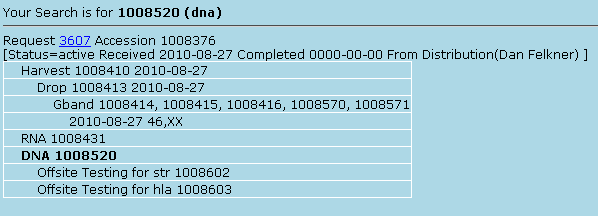 Your Search is for 1008520 (dna)
Request 3607 Accession 1008376
[Status=active Received 2010-08-27 Completed 0000-00-00 From Distribution(Dan Felkner) ]
Harvest 1008410 2010-08-27
Drop 1008413 2010-08-27
Gband 1008414, 1008415, 1008416, 1008570, 1008571
2010-08-27 46,XX
RNA 1008431
DNA 1008520
Offsite Testing for str 1008602
Offsite Testing for hla 1008603